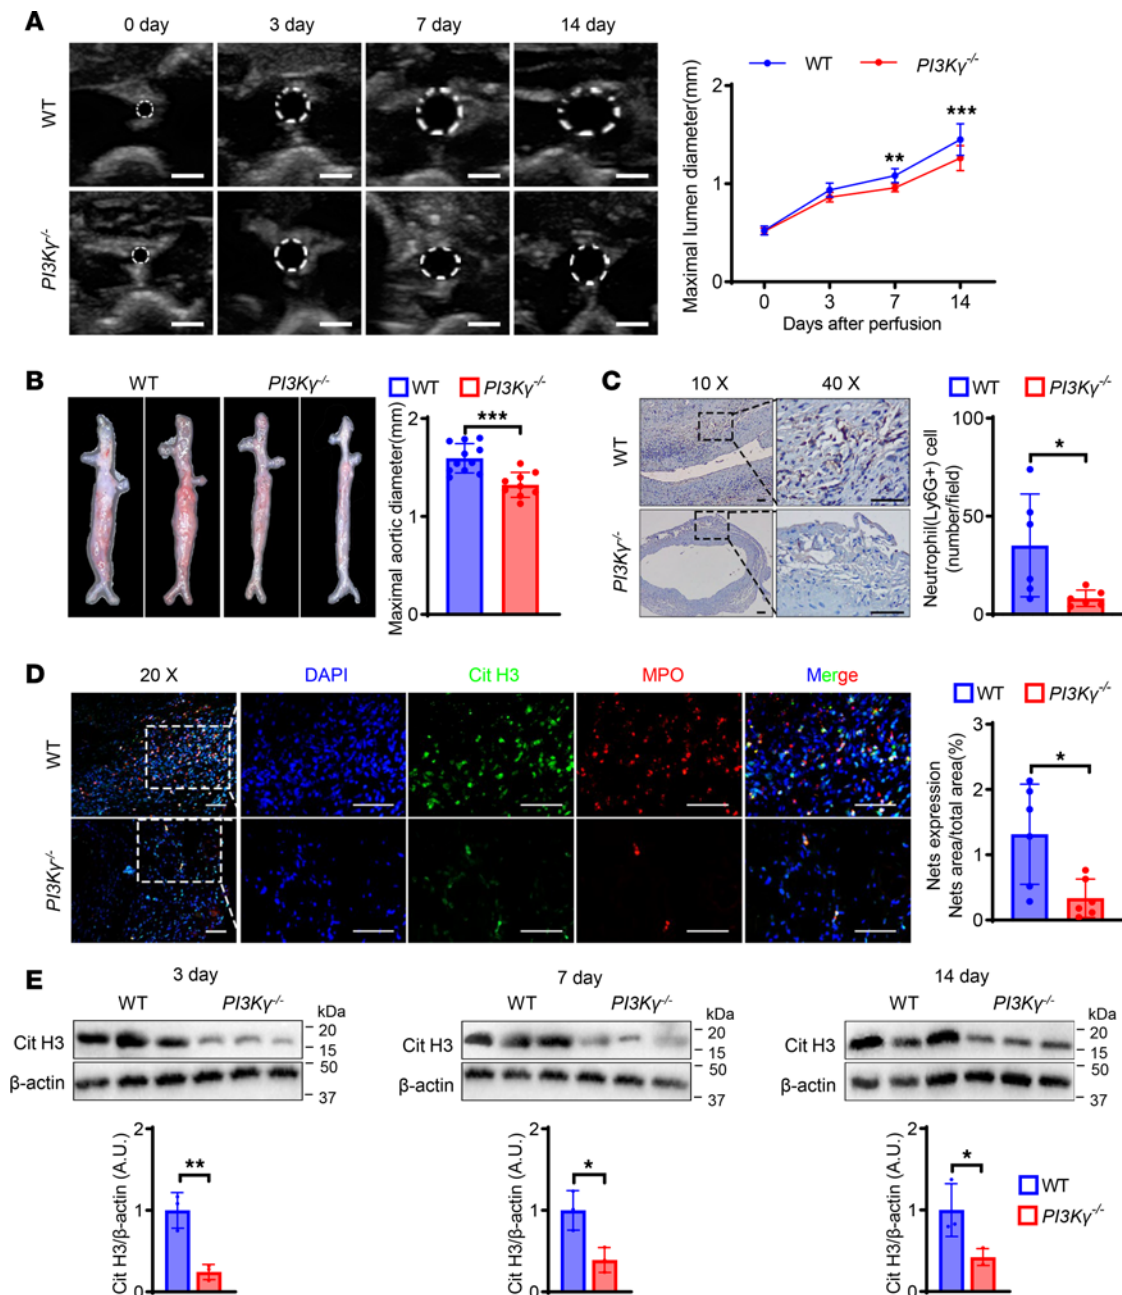 A
0 day 3 day 7 day 14 day
WT
PI3Kγ-/-
WT PI3Kγ-/-
Maximal lumen diameter(mm)
2
1
0
**
***
0 3 7 14
Days after perfusion
B
WT PI3Kγ-/-
WT PI3Kγ-/-
Maximal aortic diameter(mm)
2
1
0
***
C
10 X 40 X
WT
PI3Kγ-/-
WT PI3Kγ-/-
Neutrophil(Ly6G+) cell
(number/field)
100
50
0
*
D
20 X DAPI Cit H3 MPO Merge
WT
PI3Kγ-/-
WT PI3Kγ-/-
Nets expression
Nets area/total area(%)
3
2
1
0
*
E
3 day
WT PI3Kγ-/- kDa
Cit H3
20
15
β-actin
50
37
Cit H3/β-actin (A.U.)
2
1
0
**
7 day
WT PI3Kγ-/- kDa
Cit H3
20
15
β-actin
50
37
Cit H3/β-actin (A.U.)
2
1
0
*
14 day
WT PI3Kγ-/- kDa
Cit H3
20
15
β-actin
50
37
Cit H3/β-actin (A.U.)
2
1
0
*
WT
PI3Kγ-/-